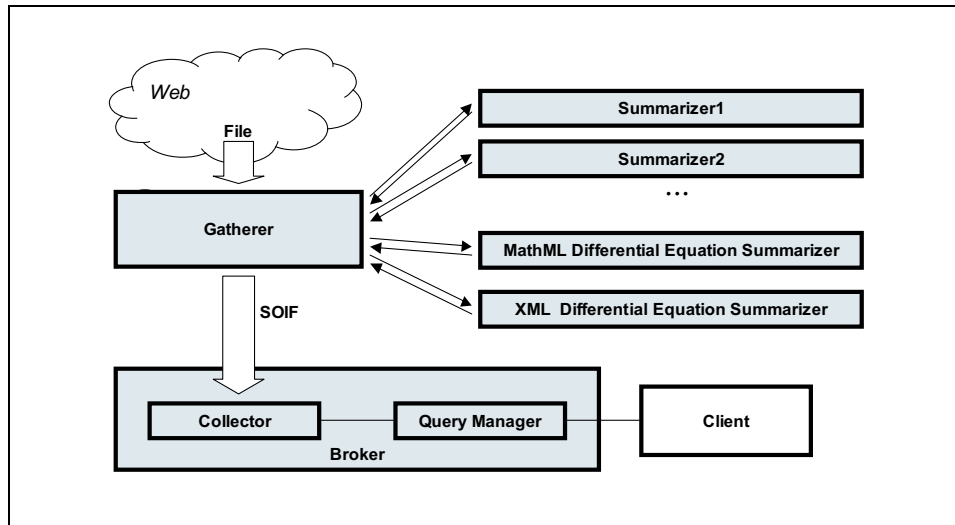 Web
File
Summarizer1
Summarizer2
...
Gatherer
MathML Differential Equation Summarizer
XML Differential Equation Summarizer
SOIF
Collector
Query Manager
Client
Broker